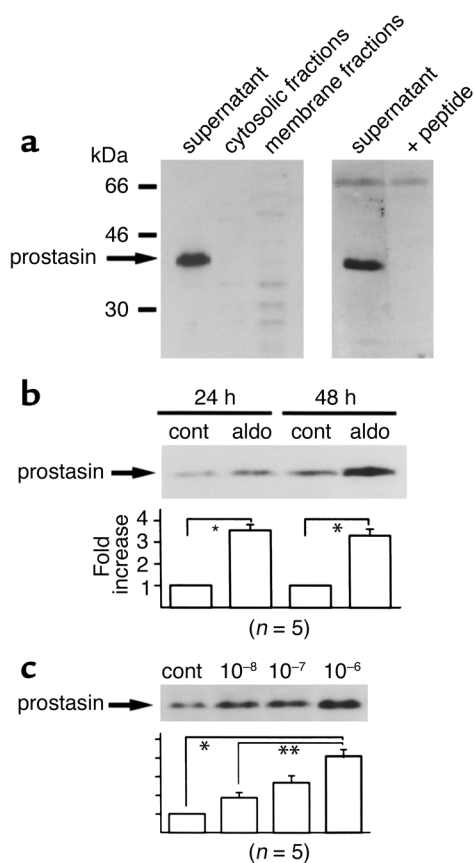 a
supernatant
cytosolic fractions
membrane fractions
supernatant
+ peptide
kDa
66
46
prostasin
30
b
24 h 48 h
cont aldo cont aldo
prostasin
Fold
increase
4
3
2
1
* *
(n = 5)
c
cont 10⁻⁸ 10⁻⁷ 10⁻⁶
prostasin
* **
(n = 5)